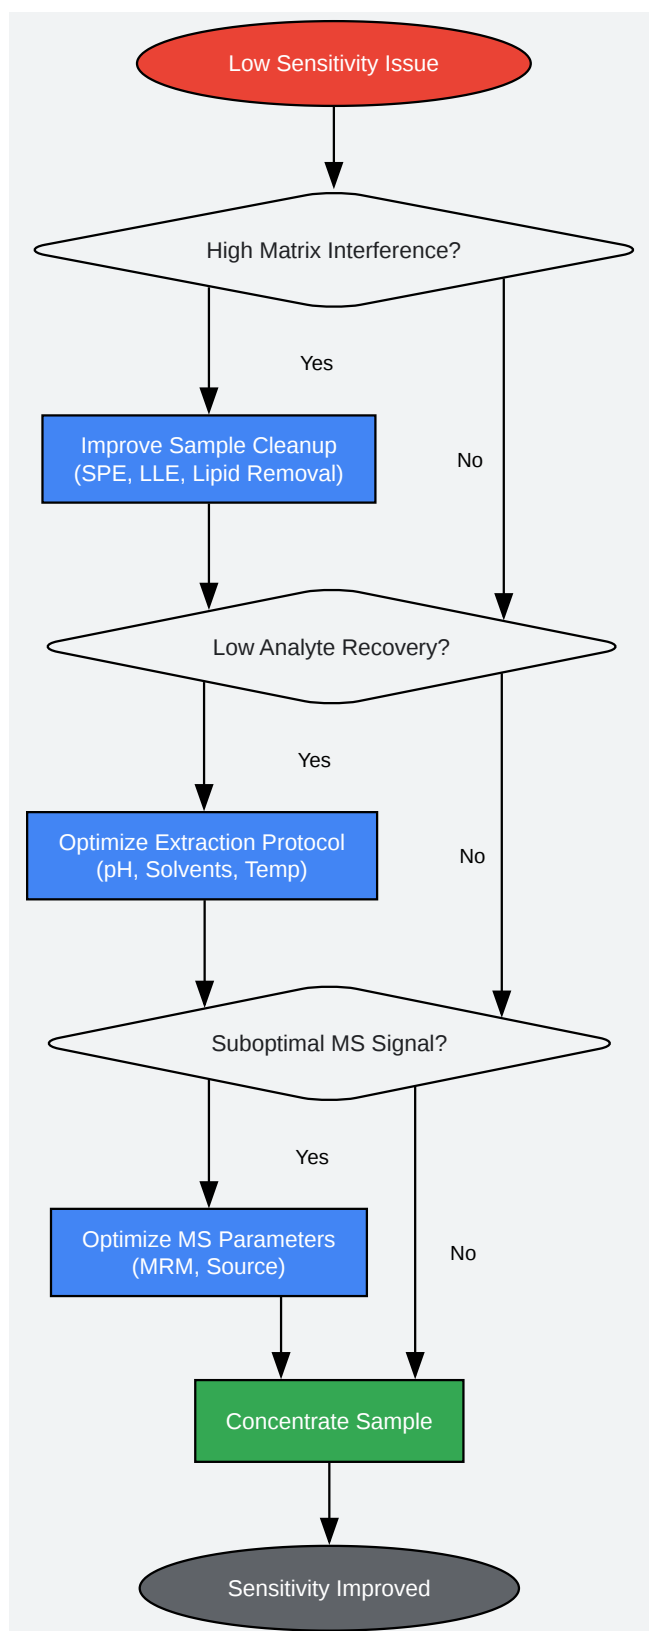 Low Sensitivity Issue
High Matrix Interference?
Yes
Improve Sample Cleanup
(SPE, LLE, Lipid Removal)
No
Low Analyte Recovery?
Yes
Optimize Extraction Protocol
(pH, Solvents, Temp)
No
Suboptimal MS Signal?
Yes
Optimize MS Parameters
(MRM, Source)
No
Concentrate Sample
Sensitivity Improved